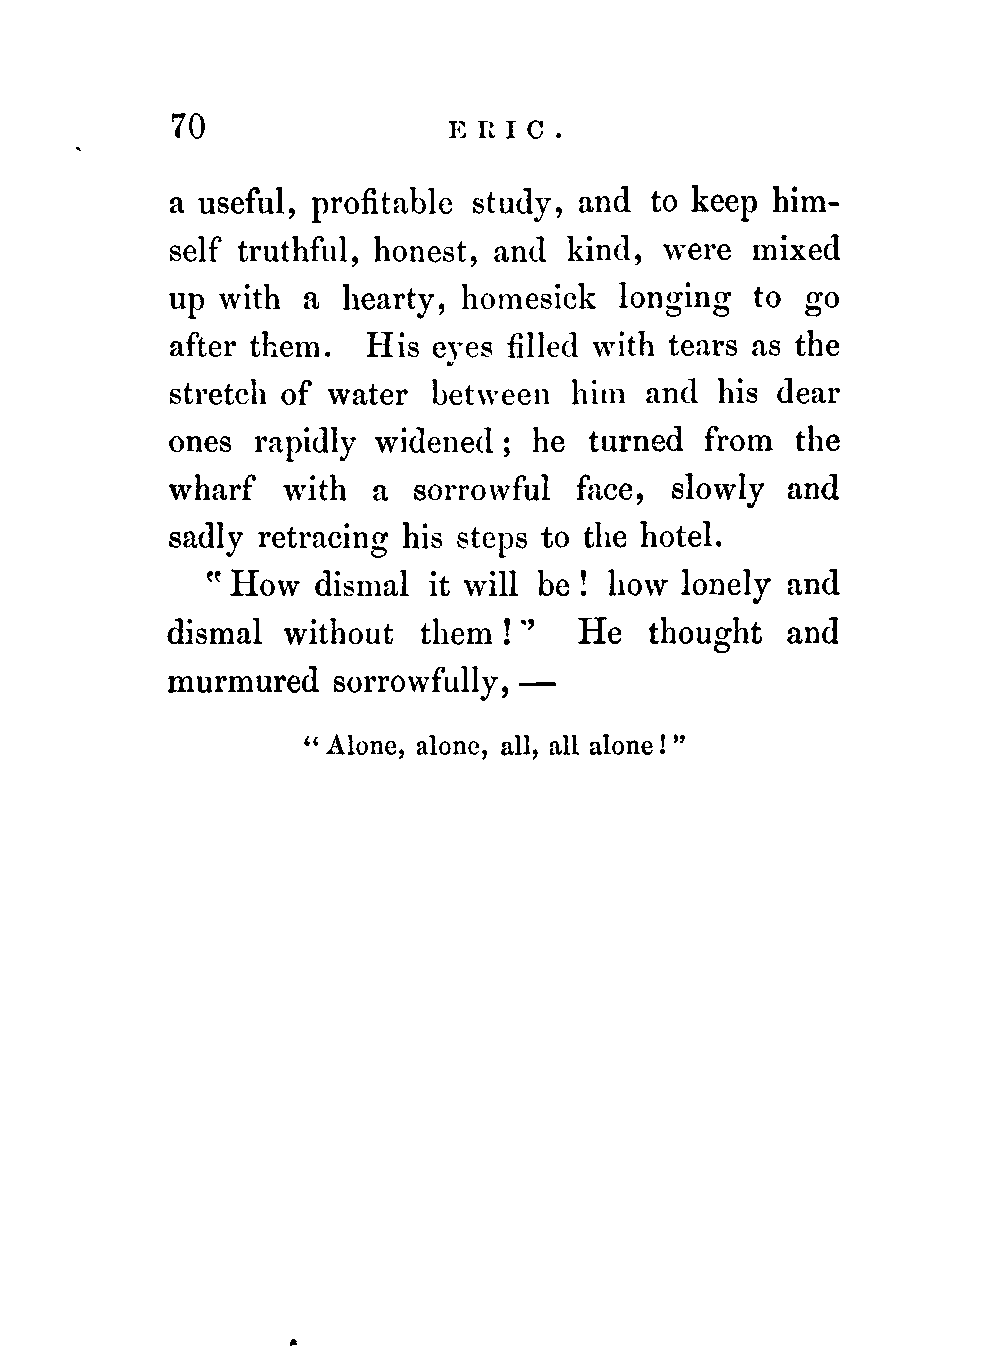 70 ERIC.
a useful, profitable study, and to keep him-
self truthful, honest, and kind, were mixed
up with a hearty, homesick longing to go
after them. His eyes filled with tears as the
stretch of water between him and his dear
ones rapidly widened; he turned from the
wharf with a sorrowful face, slowly and
sadly retracing his steps to the hotel.
"How dismal it will be! how lonely and
dismal without them!" He thought and
murmured sorrowfully, —
"Alone, alone, all, all alone!"